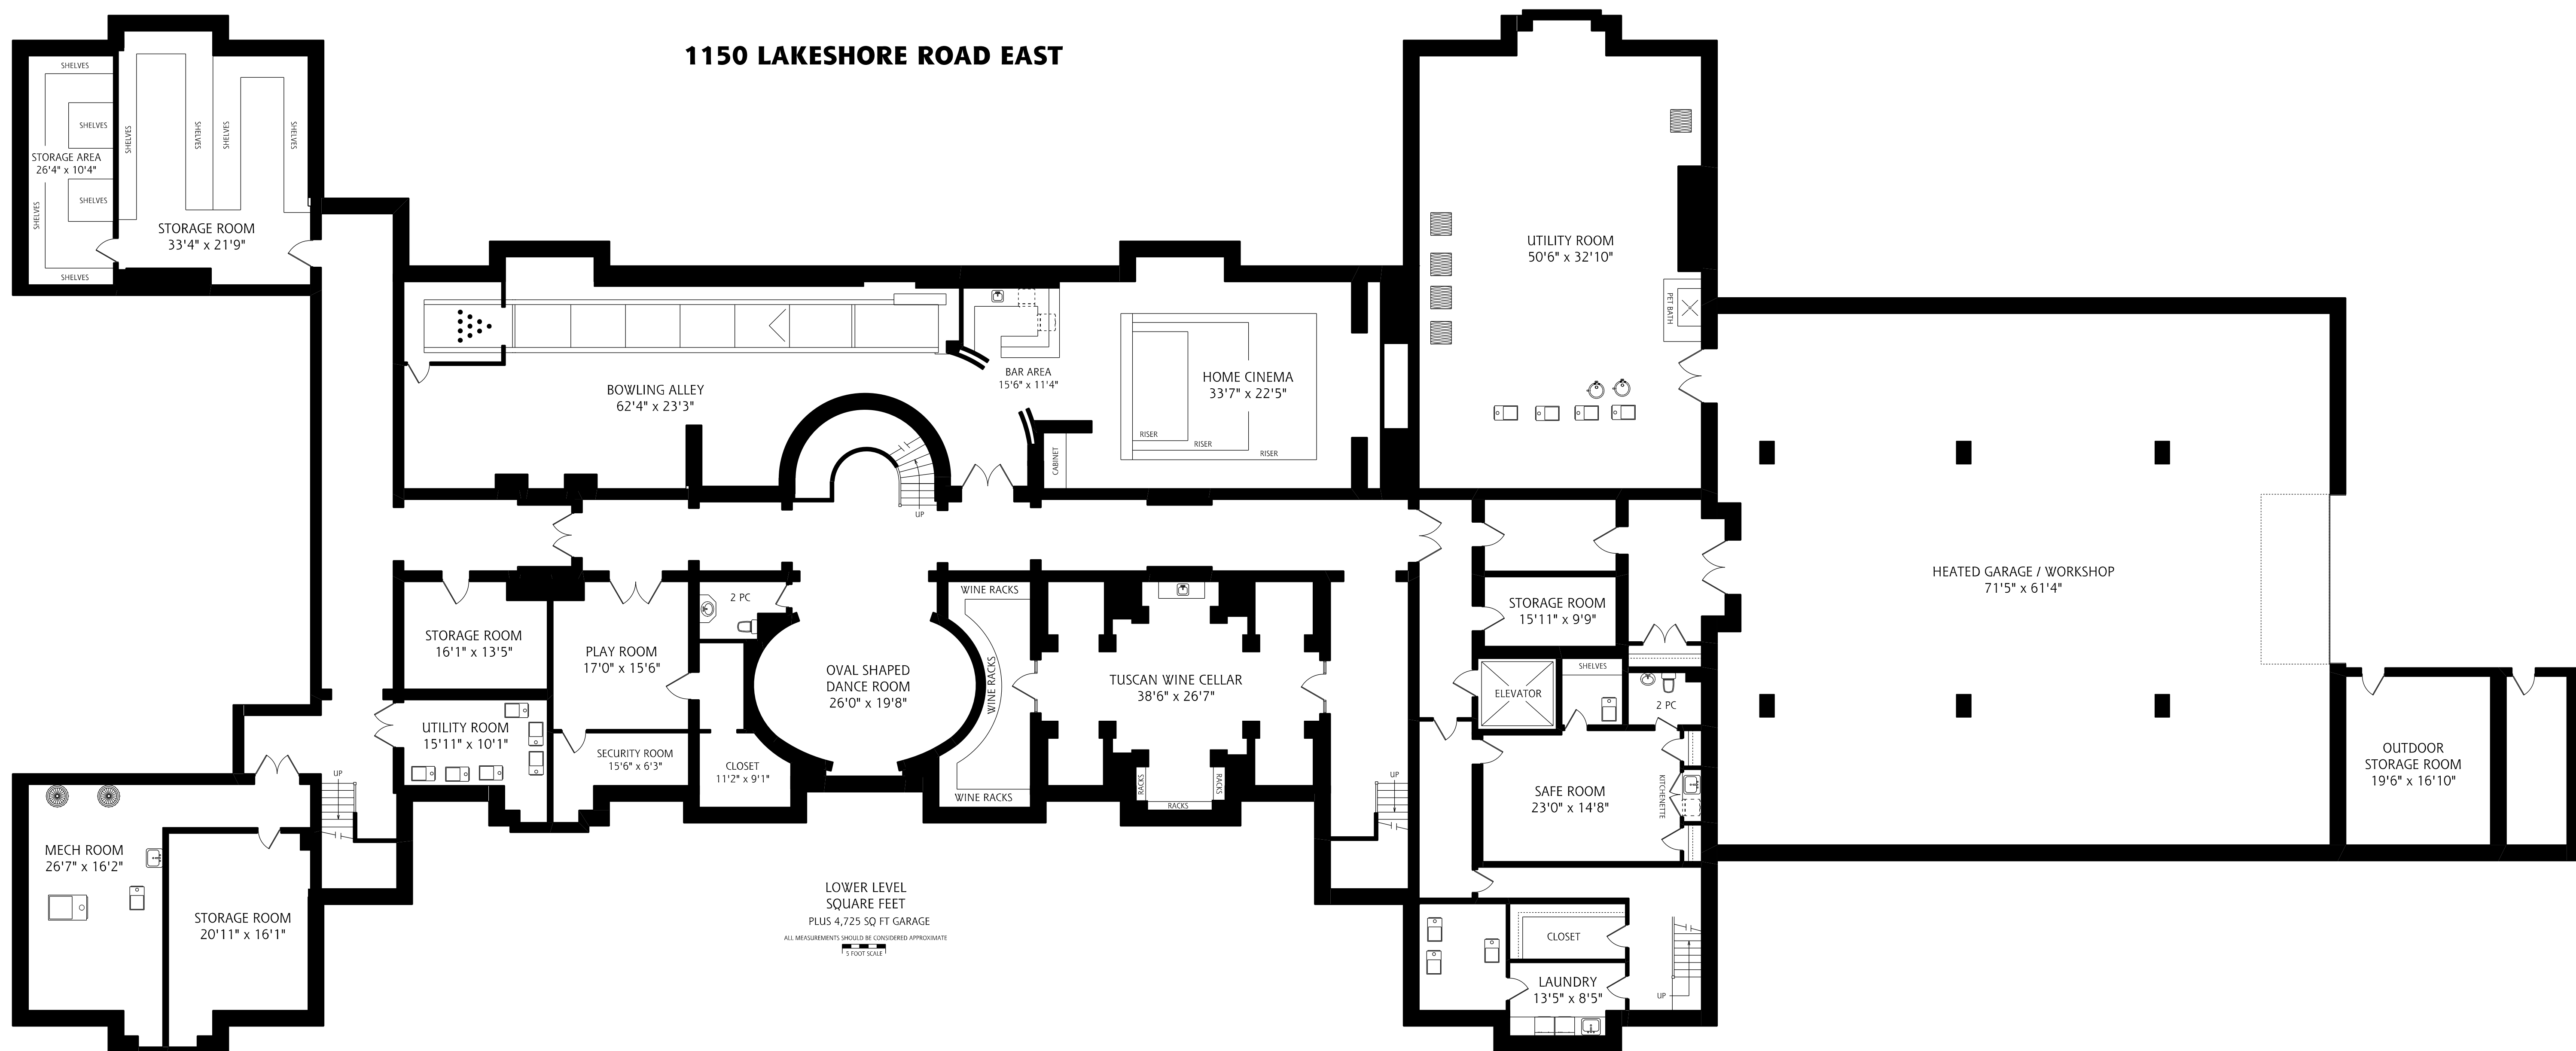 1150 LAKESHORE ROAD EAST
SHELVES
SHELVES
SHELVES
SHELVES
SHELVES
SHELVES
STORAGE AREA
26'4" x 10'4"
SHELVES
SHELVES
SHELVES
SHELVES
STORAGE ROOM
33'4" x 21'9"
BOWLING ALLEY
62'4" x 23'3"
BAR AREA
15'6" x 11'4"
CABINET
HOME CINEMA
33'7" x 22'5"
RISER
RISER
RISER
UTILITY ROOM
50'6" x 32'10"
PET BATH
UP
HEATED GARAGE / WORKSHOP
71'5" x 61'4"
STORAGE ROOM
16'1" x 13'5"
PLAY ROOM
17'0" x 15'6"
2 PC
OVAL SHAPED
DANCE ROOM
26'0" x 19'8"
WINE RACKS
WINE RACKS
WINE RACKS
TUSCAN WINE CELLAR
38'6" x 26'7"
RACKS
RACKS
RACKS
STORAGE ROOM
15'11" x 9'9"
ELEVATOR
SHELVES
2 PC
UTILITY ROOM
15'11" x 10'1"
SECURITY ROOM
15'6" x 6'3"
CLOSET
11'2" x 9'1"
UP
UP
SAFE ROOM
23'0" x 14'8"
KITCHENETTE
OUTDOOR
STORAGE ROOM
19'6" x 16'10"
MECH ROOM
26'7" x 16'2"
STORAGE ROOM
20'11" x 16'1"
LOWER LEVEL
SQUARE FEET
PLUS 4,725 SQ FT GARAGE
ALL MEASUREMENTS SHOULD BE CONSIDERED APPROXIMATE
5 FOOT SCALE
CLOSET
LAUNDRY
13'5" x 8'5"
UP